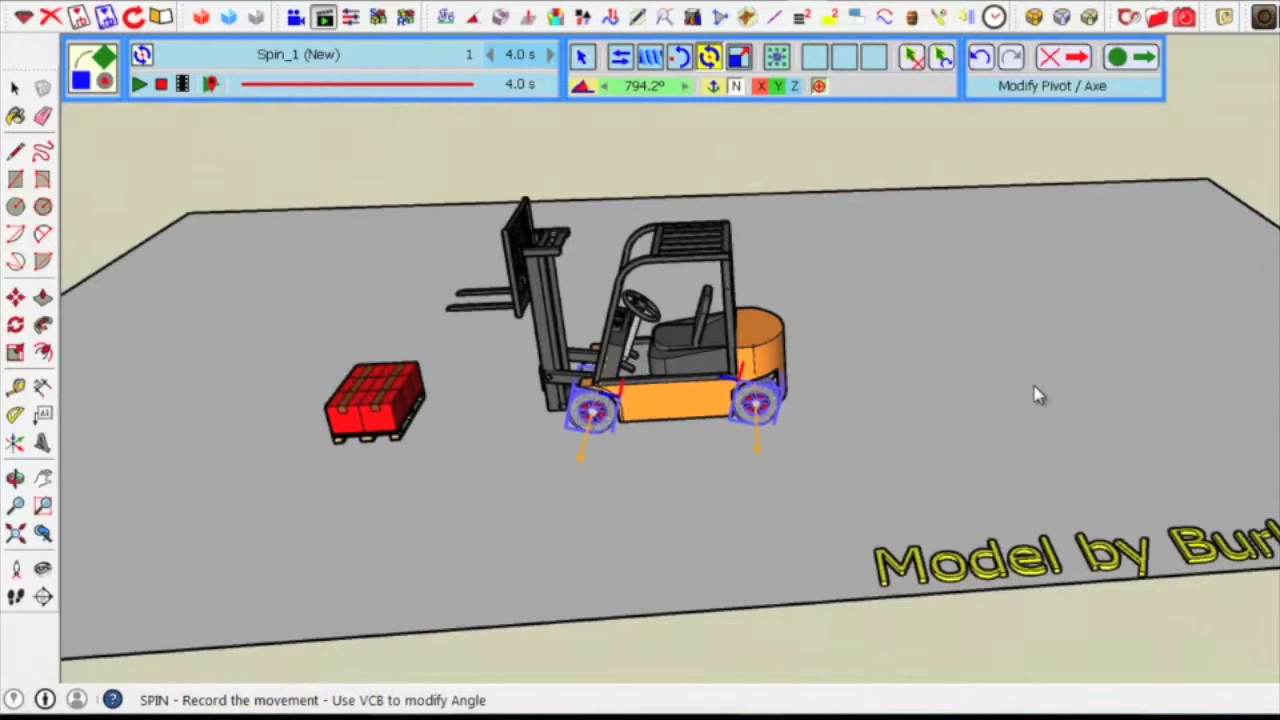 Spin_1 (New) 1 4.0 s
4.0 s
794.2º N X Y Z Modify Pivot / Axe
Model by
SPIN - Record the movement - Use VCB to modify Angle